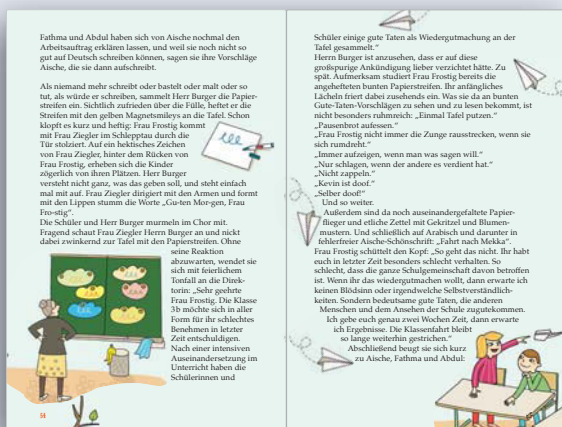 Fathma und Abdul haben sich von Aische nochmal den
Arbeitsauftrag erklären lassen, und weil sie noch nicht so
gut auf Deutsch schreiben können, sagen sie ihre Vorschläge
Aische, die sie dann aufschreibt.
Als niemand mehr schreibt oder bastelt oder malt oder so
tut, als würde er schreiben, sammelt Herr Burger die Papier-
streifen ein. Sichtlich zufrieden über die Fülle, heftet er die
Streifen mit den gelben Magnetsmileys an die Tafel. Schon
klopft es kurz und heftig: Frau Frostig kommt
mit Frau Ziegler im Schlepptau durch die
Tür stolziert. Auf ein hektisches Zeichen
von Frau Ziegler, hinter dem Rücken von
Frau Frostig, erheben sich die Kinder
zögerlich von ihren Plätzen. Herr Burger
versteht nicht ganz, was das geben soll, und steht einfach
mal mit auf. Frau Ziegler dirigiert mit den Armen und formt
mit den Lippen stumm die Worte „Gu-ten Mor-gen, Frau
Fro-stig“.
Die Schüler und Herr Burger murmeln im Chor mit.
Fragend schaut Frau Ziegler Herrn Burger an und nickt
dabei zwinkernd zur Tafel mit den Papierstreifen. Ohne
seine Reaktion
abzuwarten, wendet sie
sich mit feierlichem
Tonfall an die Direk-
torin: „Sehr geehrte
Frau Frostig. Die Klasse
3b möchte sich in aller
Form für ihr schlechtes
Benehmen in letzter
Zeit entschuldigen.
Nach einer intensiven
Auseinandersetzung im
Unterricht haben die
Schülerinnen und
Schüler einige gute Taten als Wiedergutmachung an der
Tafel gesammelt.“
Herrn Burger ist anzusehen, dass er auf diese
großspurige Ankündigung lieber verzichtet hätte. Zu
spät. Aufmerksam studiert Frau Frostig bereits die
angehefteten bunten Papierstreifen. Ihr anfängliches
Lächeln friert dabei zusehends ein. Was sie da an bunten
Gute-Taten-Vorschlägen zu sehen und zu lesen bekommt, ist
nicht besonders ruhmreich: „Einmal Tafel putzen.“
„Pausenbrot aufessen.“
„Frau Frostig nicht immer die Zunge rausstrecken, wenn sie
sich rumdreht.“
„Immer aufzeigen, wenn man was sagen will.“
„Nur schlagen, wenn der andere es verdient hat.“
„Nicht zappeln.“
„Kevin ist doof.“
„Selber doof!“
Und so weiter.
Außerdem sind da noch auseinandergefaltete Papier-
flieger und etliche Zettel mit Gekritzel und Blumen-
mustern. Und schließlich auf Arabisch und darunter in
fehlerfreier Aische-Schönschrift: „Fahrt nach Mekka“.
Frau Frostig schüttelt den Kopf: „So geht das nicht. Ihr habt
euch in letzter Zeit besonders schlecht verhalten. So
schlecht, dass die ganze Schulgemeinschaft davon betroffen
ist. Wenn ihr das wiedergutmachen wollt, dann erwarte ich
keinen Blödsinn oder irgendwelche Selbstverständlich-
keiten. Sondern bedeutsame gute Taten, die anderen
Menschen und dem Ansehen der Schule zugutekommen.
Ich gebe euch genau zwei Wochen Zeit, dann erwarte
ich Ergebnisse. Die Klassenfahrt bleibt
so lange weiterhin gestrichen.“
Abschließend beugt sie sich kurz
zu Aische, Fathma und Abdul: